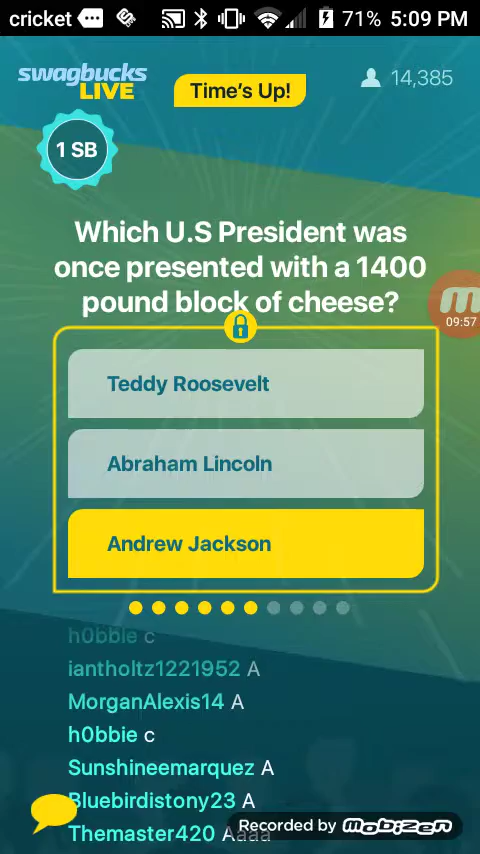 cricket 71% 5:09 PM
swagbucks
LIVE
Time's Up!
14,385
1 SB
Which U.S President was
once presented with a 1400
pound block of cheese?
m
09:57
Teddy Roosevelt
Abraham Lincoln
Andrew Jackson
h0bbie c
iantholtz1221952 A
MorganAlexis14 A
h0bbie c
Sunshineemarquez A
Bluebirdistony23 A
Themaster420 Aaaaa
Recorded by mobizen